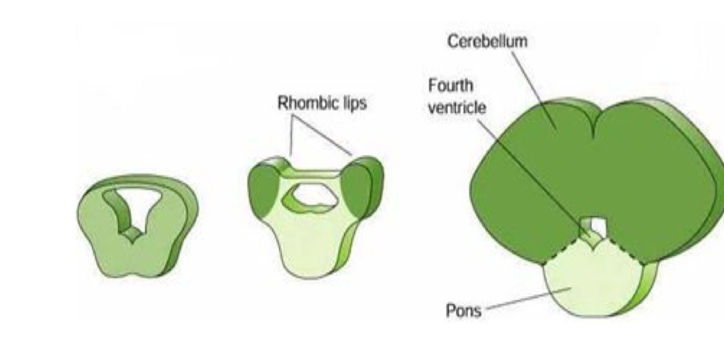 Cerebellum
Fourth
ventricle
Rhombic lips
Pons